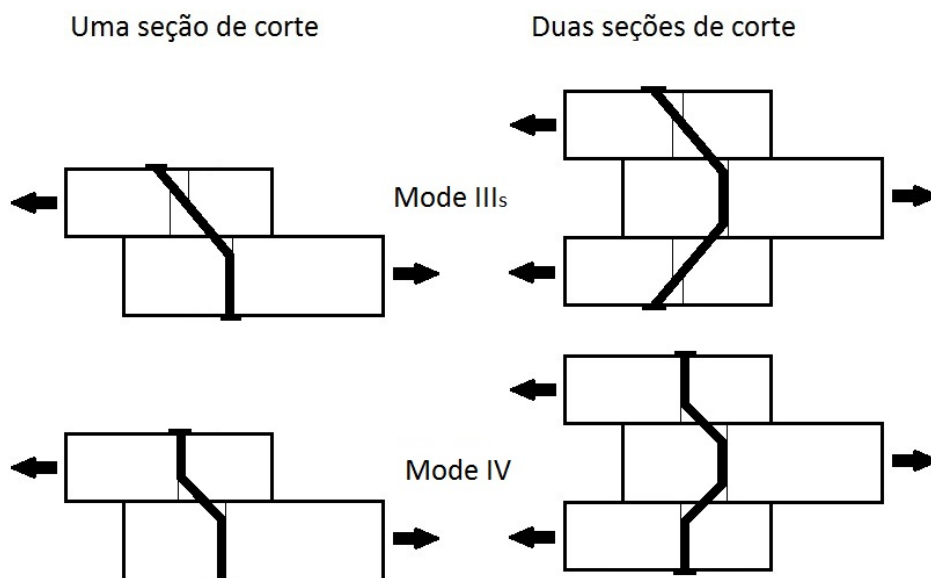 Uma seção de corte
Duas seções de corte
Mode IIIs
Mode IV